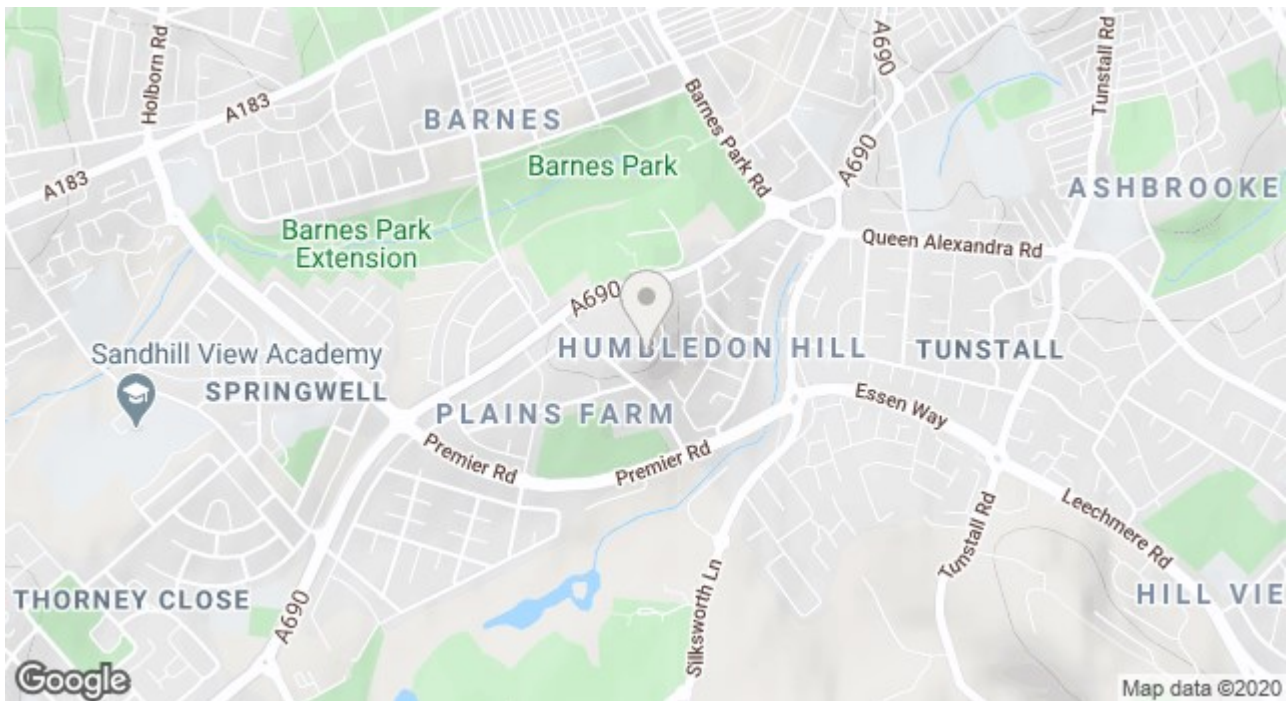 Holborn Rd
A183
A183
BARNES
Barnes Park
Barnes Park
Extension
Barnes Park Rd
A690
A690
Tunstall Rd
ASHBROOKE
Queen Alexandra Rd
A690
HUMBLEDON HILL
TUNSTALL
Sandhill View Academy
SPRINGWELL
PLAINS FARM
Essen Way
Premier Rd
Premier Rd
Leechmere Rd
Tunstall Rd
Silksworth Ln
THORNEY CLOSE
A690
HILL VIE
Google
Map data ©2020